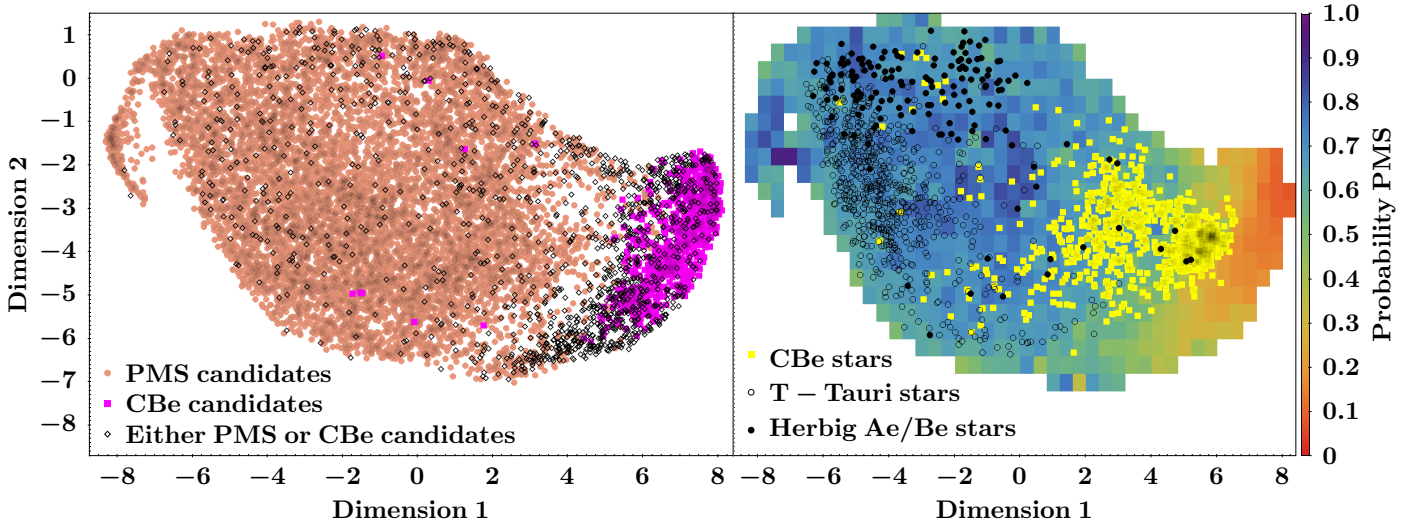 1
0
−1
−2
−3
−4
−5
−6
−7
−8
Dimension 2
PMS candidates
CBe candidates
Either PMS or CBe candidates
−8 −6 −4 −2 0 2 4 6 8
Dimension 1
CBe stars
T − Tauri stars
Herbig Ae/Be stars
−8 −6 −4 −2 0 2 4 6 8
Dimension 1
1.0
0.9
0.8
0.7
0.6
0.5
0.4
0.3
0.2
0.1
0
Probability PMS